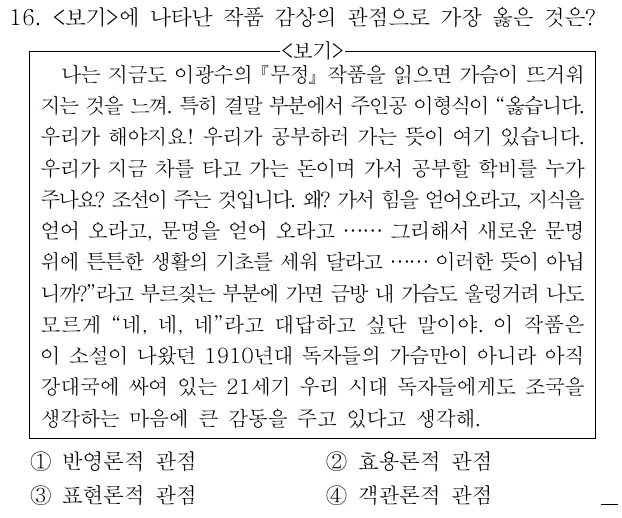 16. <보기>에 나타난 작품 감상의 관점으로 가장 옳은 것은?
<보기>
나는 지금도 이광수의 『무정』 작품을 읽으면 가슴이 뜨거워
지는 것을 느껴. 특히 결말 부분에서 주인공 이형식이 “옳습니다.
우리가 해야지요! 우리가 공부하러 가는 뜻이 여기 있습니다.
우리가 지금 차를 타고 가는 돈이며 가서 공부할 학비를 누가
주나요? 조선이 주는 것입니다. 왜? 가서 힘을 얻어오라고, 지식을
얻어 오라고, 문명을 얻어 오라고 …… 그리해서 새로운 문명
위에 튼튼한 생활의 기초를 세워 달라고 …… 이러한 뜻이 아닙
니까?”라고 부르짖는 부분에 가면 금방 내 가슴도 울렁거려 나도
모르게 “네, 네, 네”라고 대답하고 싶단 말이야. 이 작품은
이 소설이 나왔던 1910년대 독자들의 가슴만이 아니라 아직
강대국에 싸여 있는 21세기 우리 시대 독자들에게도 조국을
생각하는 마음에 큰 감동을 주고 있다고 생각해.
① 반영론적 관점 ② 효용론적 관점
③ 표현론적 관점 ④ 객관론적 관점